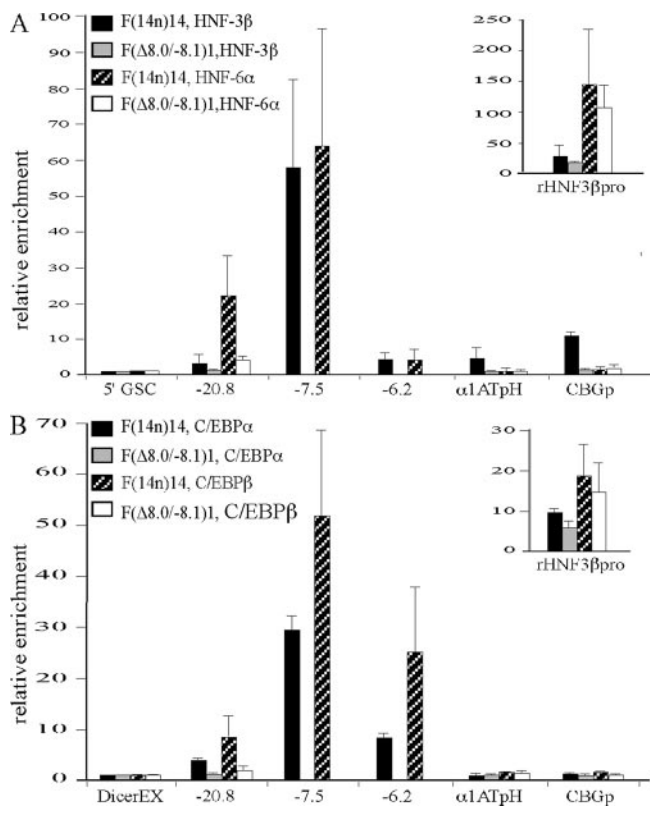 A
F(14n)14, HNF-3β
F(Δ8.0/-8.1)1,HNF-3β
F(14n)14, HNF-6α
F(Δ8.0/-8.1)1,HNF-6α
relative enrichment
100
90
80
70
60
50
40
30
20
10
0
5' GSC -20.8 -7.5 -6.2 α1ATpH CBGp
250
200
150
100
50
0
rHNF3βpro
B
F(14n)14, C/EBPα
F(Δ8.0/-8.1)1, C/EBPα
F(14n)14, C/EBPβ
F(Δ8.0/-8.1)1, C/EBPβ
relative enrichment
70
60
50
40
30
20
10
0
DicerEX -20.8 -7.5 -6.2 α1ATpH CBGp
30
20
10
0
rHNF3βpro